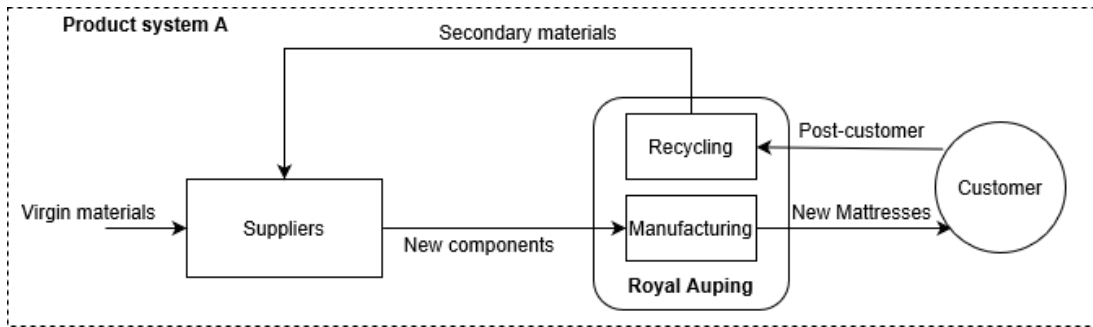 Product system A
Secondary materials
Recycling
Post-customer
Customer
Virgin materials
Suppliers
New components
Manufacturing
New Mattresses
Royal Auping